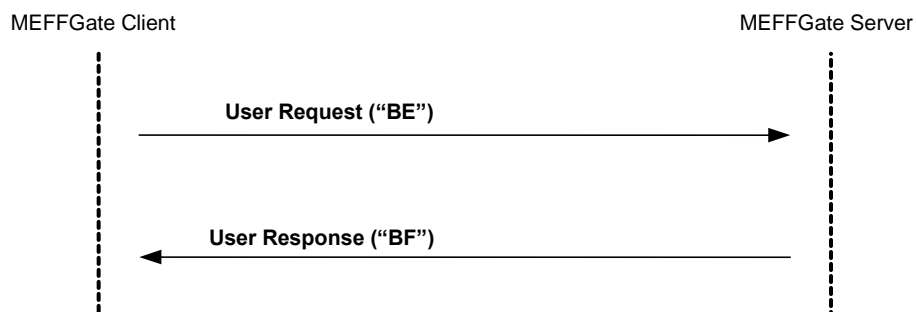 MEFFGate Client
MEFFGate Server
User Request (“BE”)
User Response (“BF”)